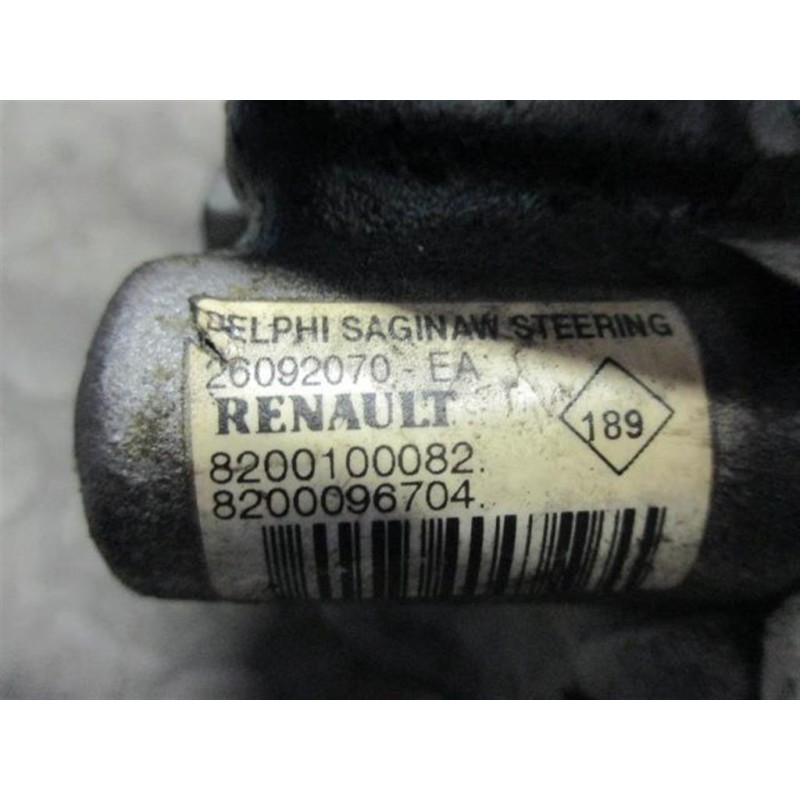 DELPHI SAGINAW STEERING
26092070 - EA
RENAULT
189
8200100082.
8200096704.